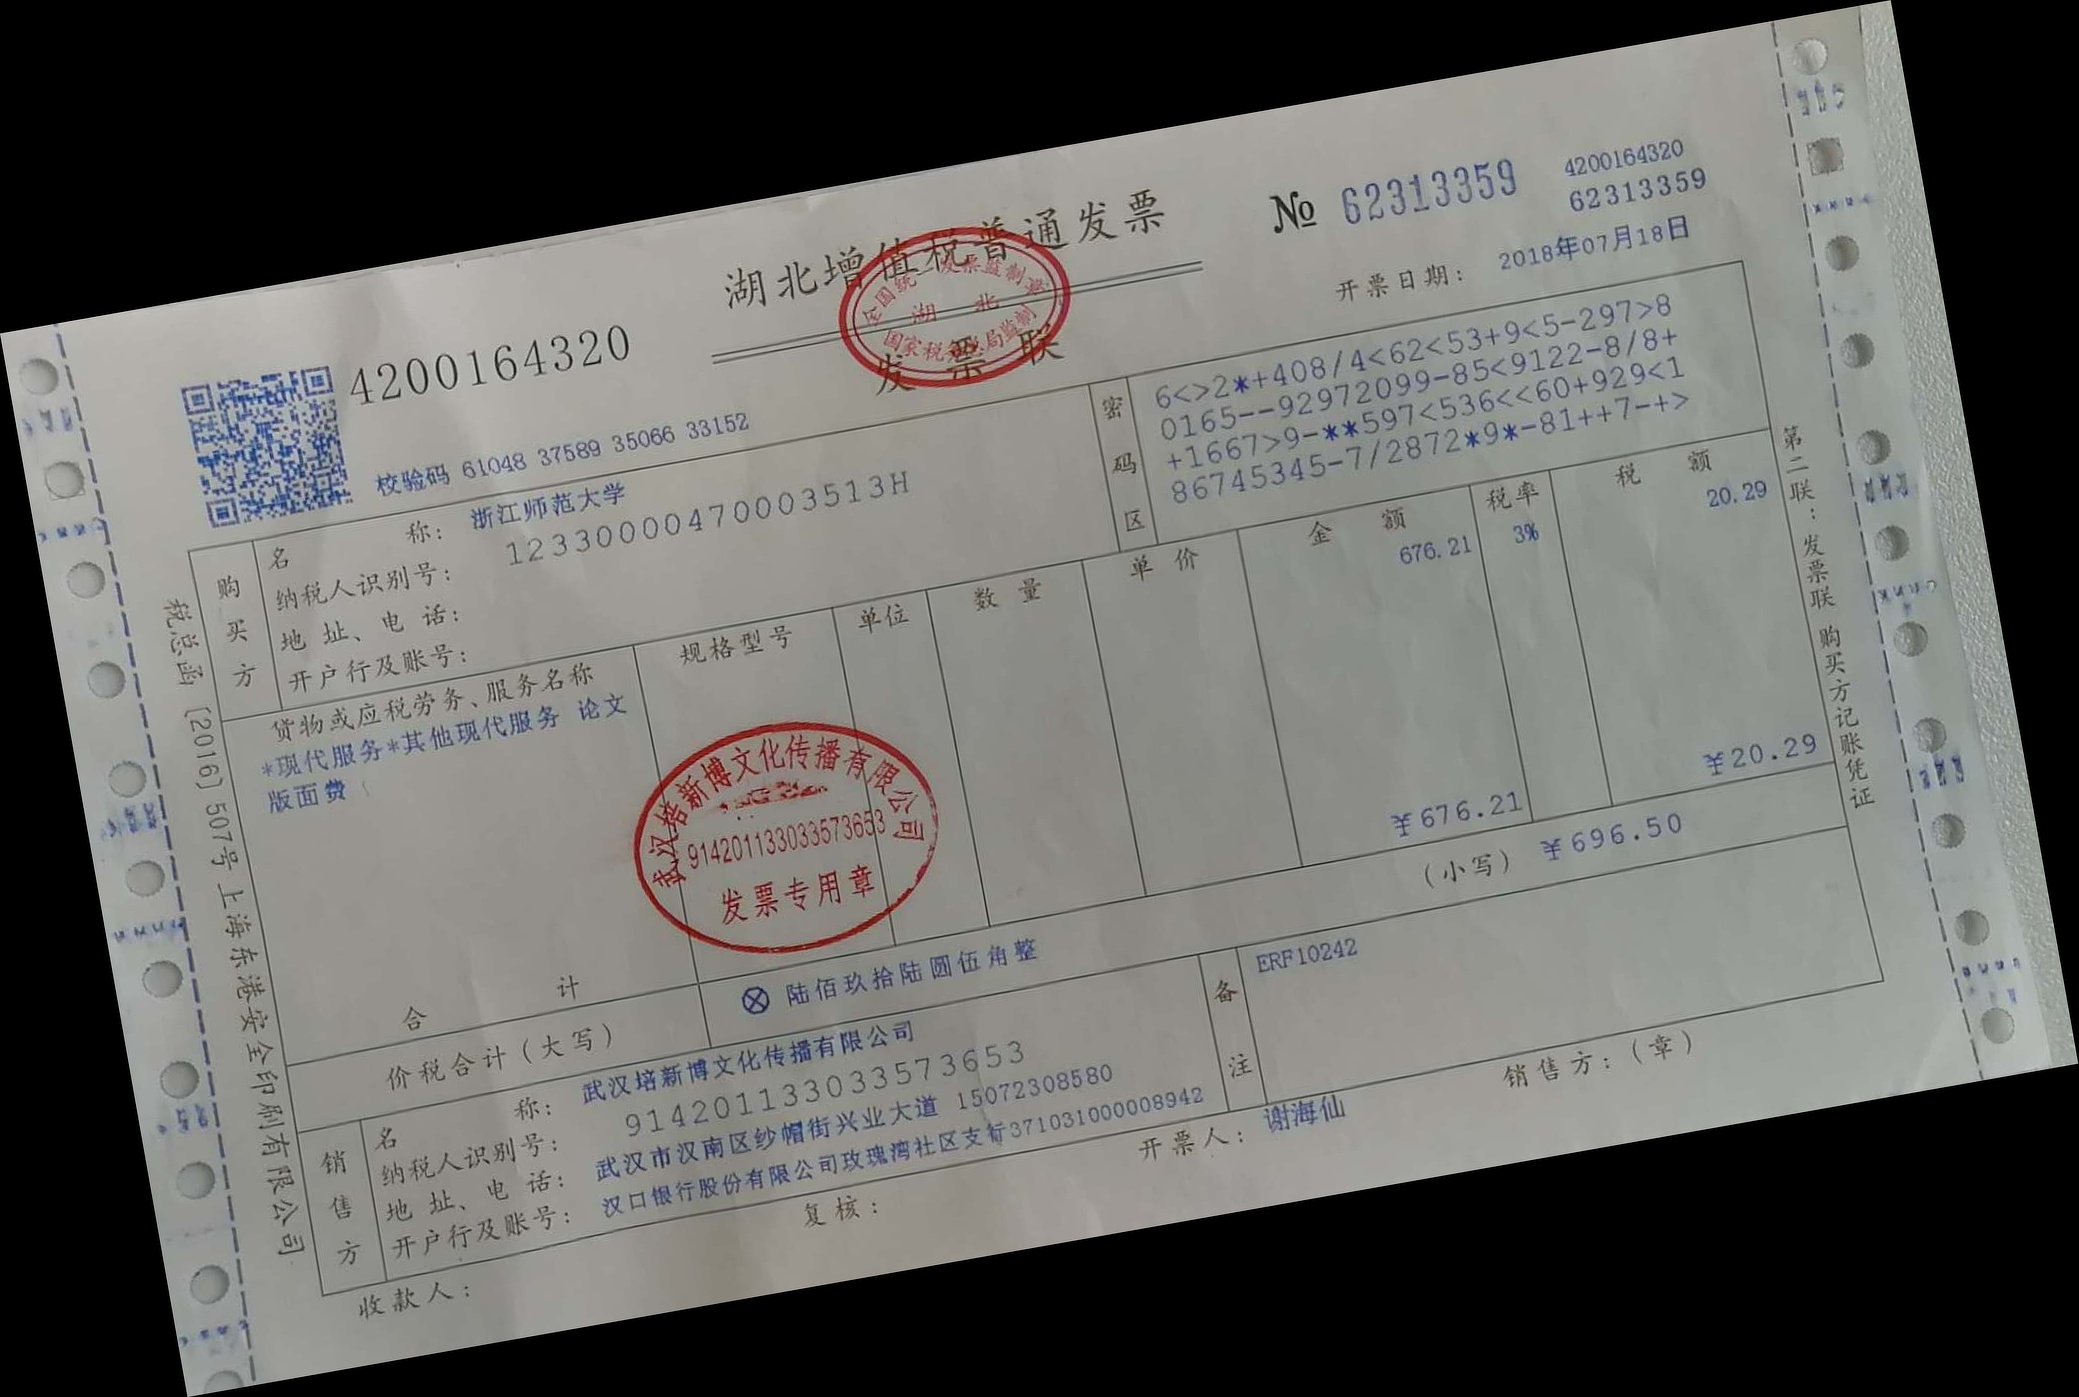 湖北增值税普通发票
发票联
全国统一发票监制章
湖北
国家税务总局监制
№ 62313359
4200164320
62313359
开票日期: 2018年07月18日
4200164320
校验码 61048 37589 35066 33152
购买方
名称: 浙江师范大学
纳税人识别号: 12330000470003513H
地址、电话:
开户行及账号:
密码区
6<>2*+408/4<62<53+9<5-297>8
0165--92972099-85<9122-8/8+
+1667>9-**597<536<<60+929<1
86745345-7/2872*9*-81++7-+>
货物或应税劳务、服务名称 规格型号 单位 数量 单价 金额 税率 税额
*现代服务*其他现代服务 论文版面费 676.21 3% 20.29
合计 ¥676.21 ¥20.29
价税合计(大写) ⊗ 陆佰玖拾陆圆伍角整 (小写) ¥696.50
销售方
名称: 武汉培新博文化传播有限公司
纳税人识别号: 914201133033573653
地址、电话: 武汉市汉南区纱帽街兴业大道 15072308580
开户行及账号: 汉口银行股份有限公司玫瑰湾社区支行371031000008942
备注
ERF10242
收款人:
复核:
开票人: 谢海仙
销售方:(章)
武汉培新博文化传播有限公司
914201133033573653
发票专用章
税总函〔2016〕507号 上海东港安全印刷有限公司
第二联:发票联 购买方记账凭证